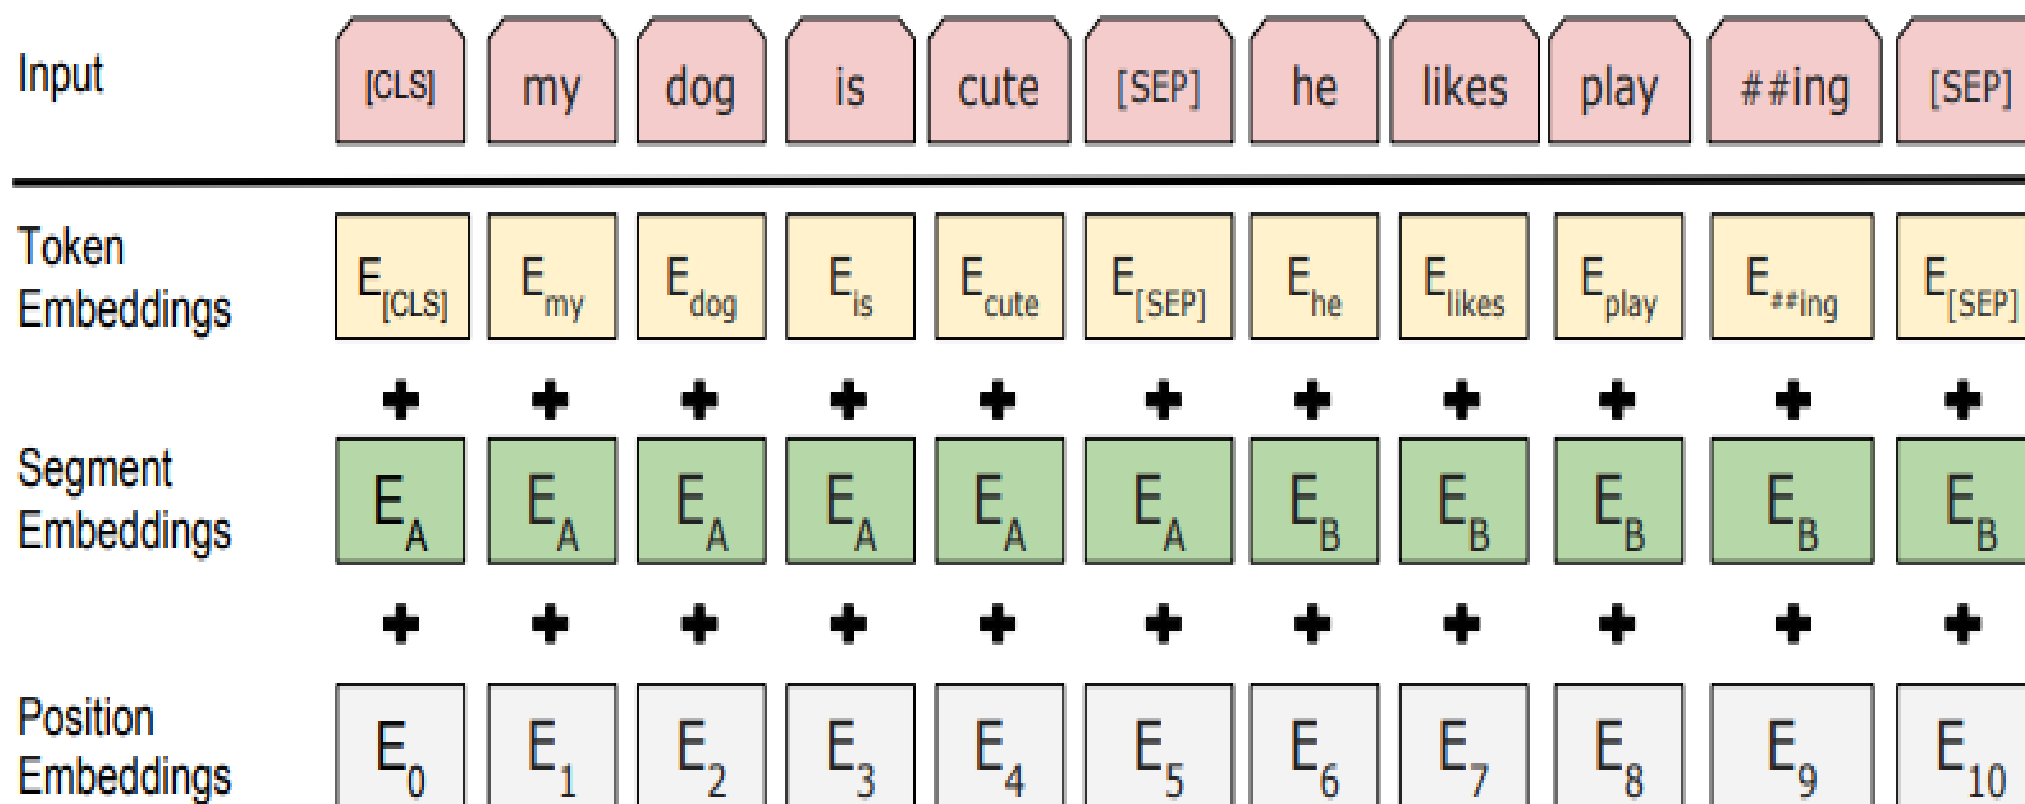 Input [CLS] my dog is cute [SEP] he likes play ##ing [SEP]
Token
Embeddings E[CLS] Emy Edog Eis Ecute E[SEP] Ehe Elikes Eplay E##ing E[SEP]
+ + + + + + + + + + +
Segment
Embeddings EA EA EA EA EA EA EB EB EB EB EB
+ + + + + + + + + + +
Position
Embeddings E0 E1 E2 E3 E4 E5 E6 E7 E8 E9 E10